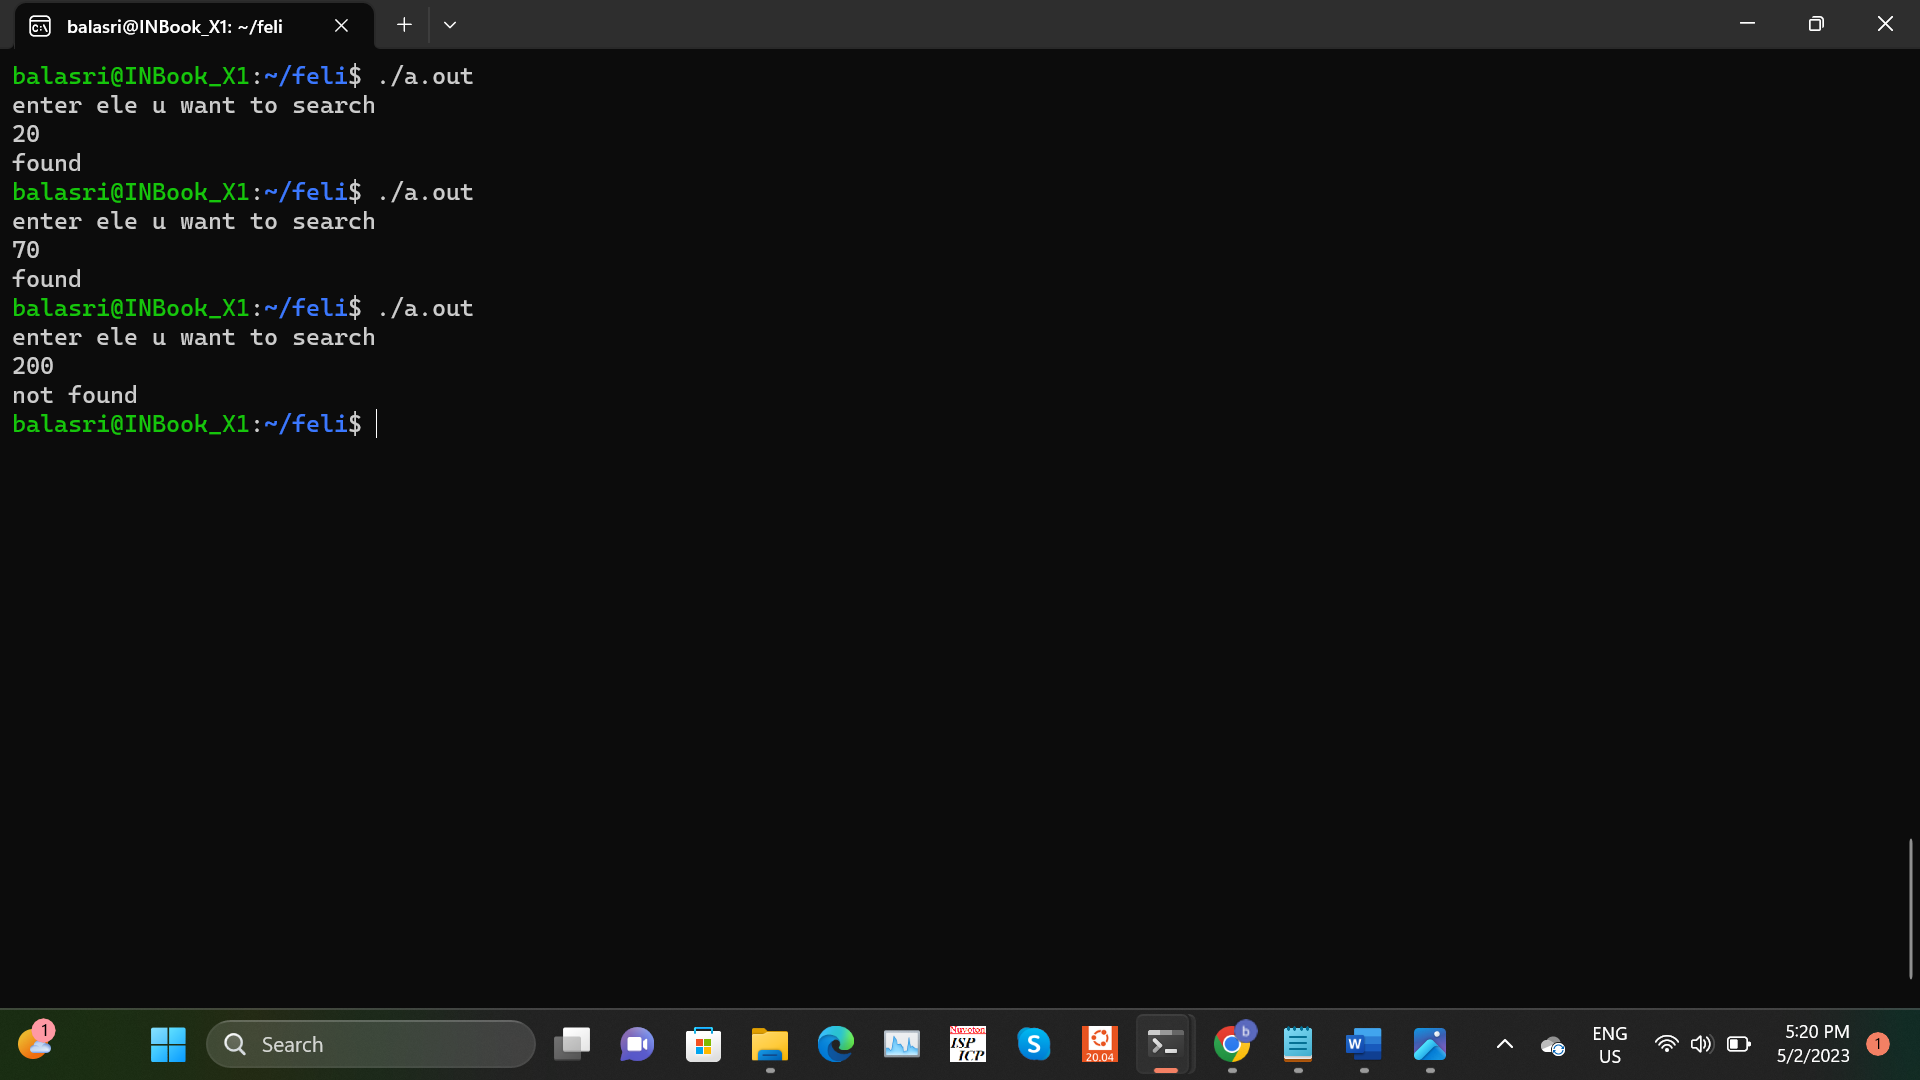 balasri@INBook_X1: ~/feli
balasri@INBook_X1:~/feli$ ./a.out
enter ele u want to search
20
found
balasri@INBook_X1:~/feli$ ./a.out
enter ele u want to search
70
found
balasri@INBook_X1:~/feli$ ./a.out
enter ele u want to search
200
not found
balasri@INBook_X1:~/feli$
1
Search
Nuvoton
ISP
ICP
S
20.04
b
W
ENG
US
5:20 PM
5/2/2023
1